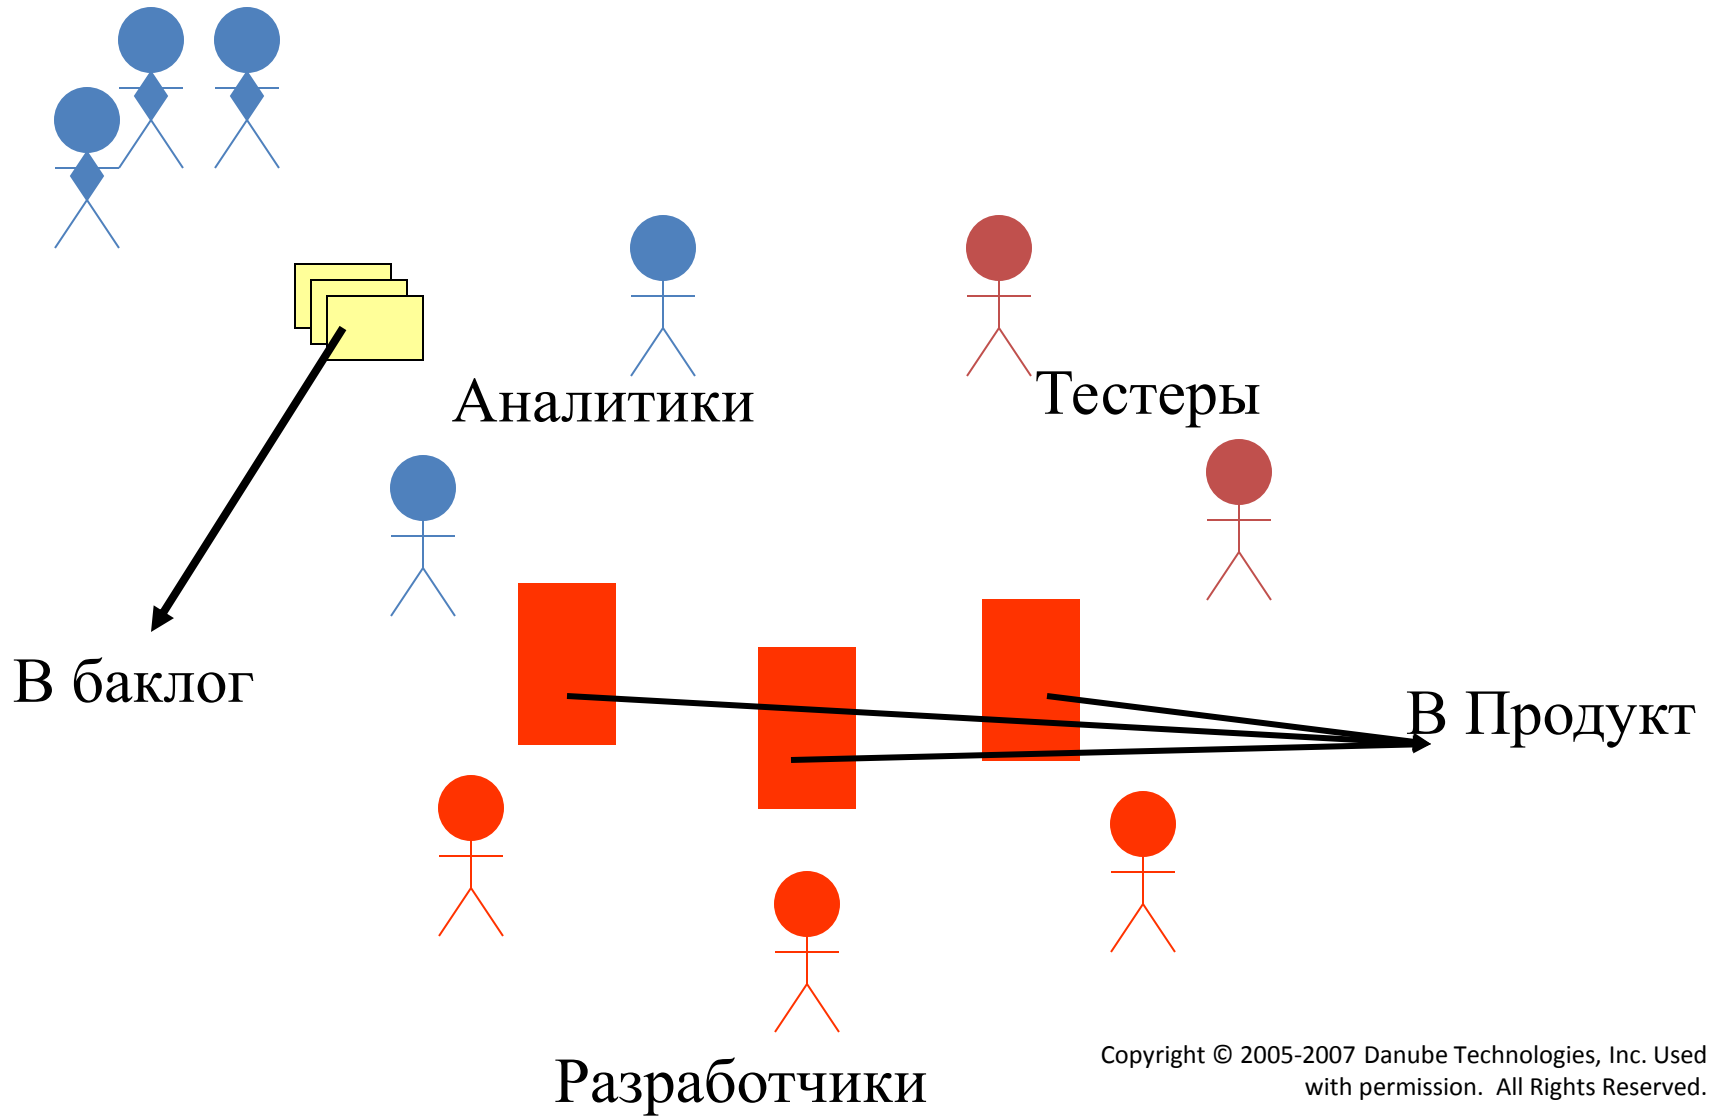 Аналитики
Тестеры
В баклог
В Продукт
Разработчики
Copyright © 2005-2007 Danube Technologies, Inc. Used
with permission. All Rights Reserved.